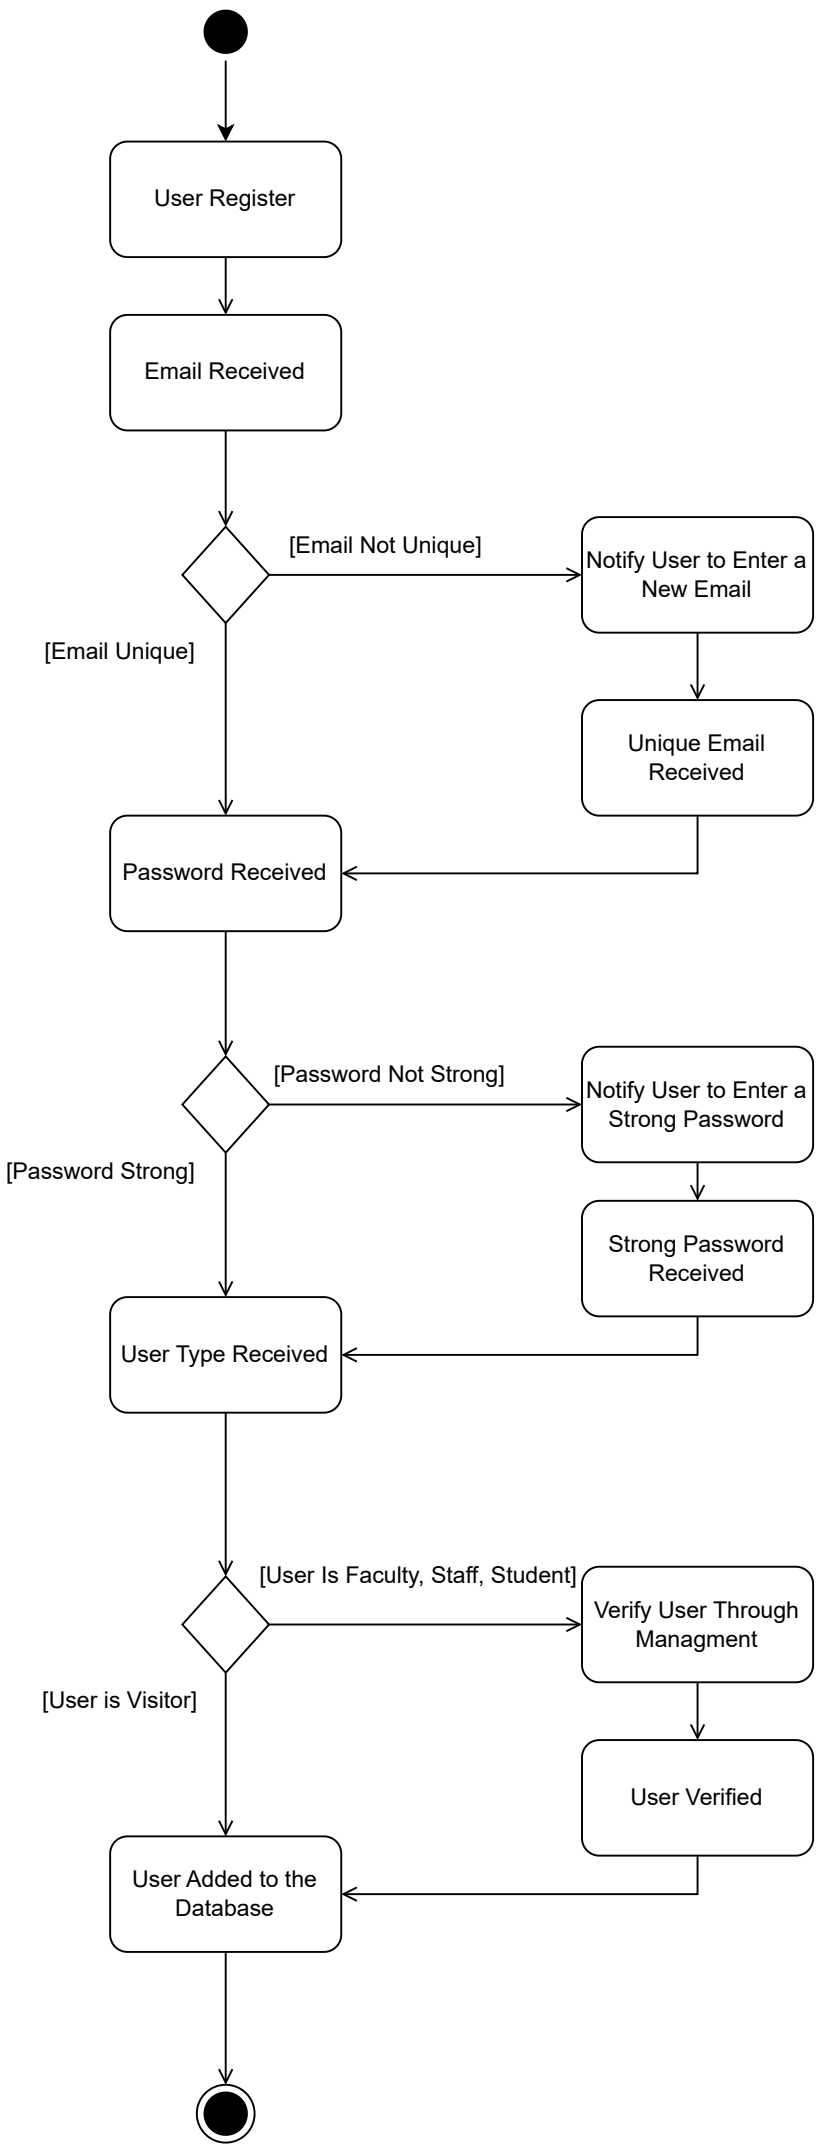 User Register
Email Received
[Email Not Unique]
Notify User to Enter a
New Email
[Email Unique]
Unique Email
Received
Password Received
[Password Not Strong]
Notify User to Enter a
Strong Password
[Password Strong]
Strong Password
Received
User Type Received
[User Is Faculty, Staff, Student]
Verify User Through
Managment
[User is Visitor]
User Verified
User Added to the
Database